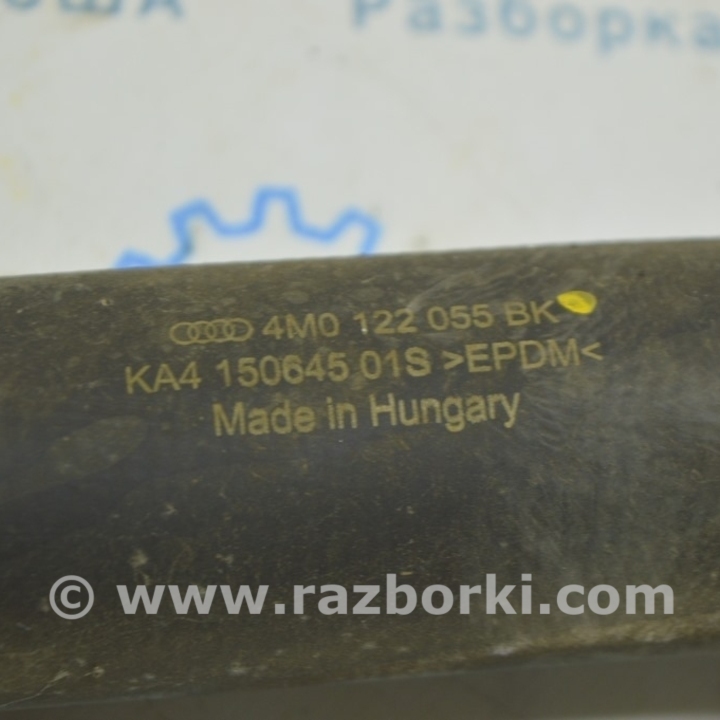 Разборка
4M0 122 055 BK
KA4 150645 01S >EPDM<
Made in Hungary
© www.razborki.com